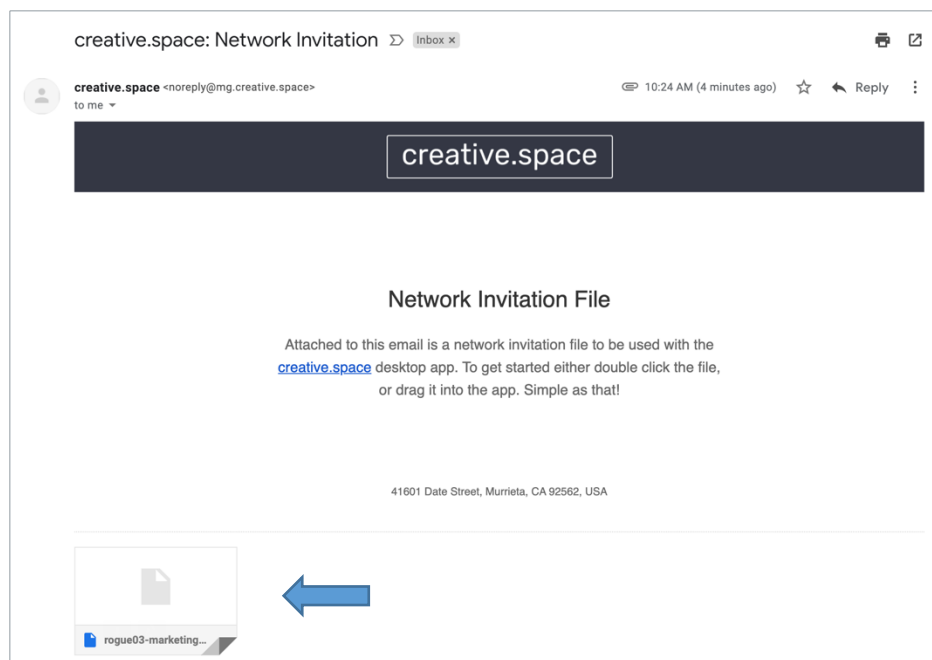 creative.space: Network Invitation Inbox ×
creative.space <noreply@mg.creative.space> 10:24 AM (4 minutes ago) Reply
to me
creative.space
Network Invitation File
Attached to this email is a network invitation file to be used with the
creative.space desktop app. To get started either double click the file,
or drag it into the app. Simple as that!
41601 Date Street, Murrieta, CA 92562, USA
rogue03-marketing...